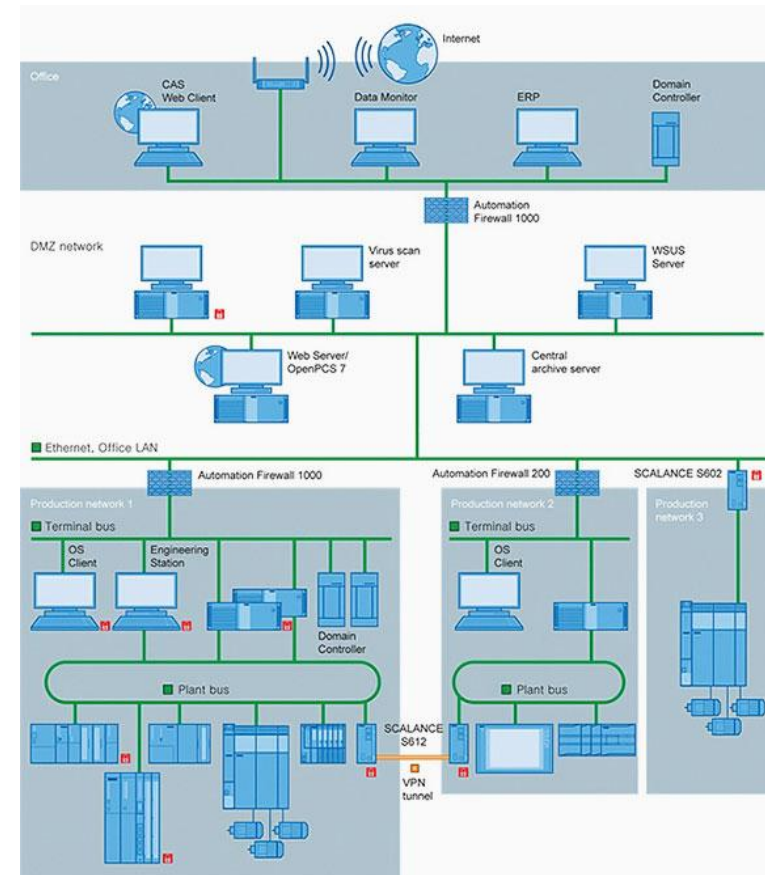 Internet
Office
CAS
Web Client
Data Monitor
ERP
Domain
Controller
Automation
Firewall 1000
DMZ network
Virus scan
server
WSUS
Server
Web Server/
OpenPCS 7
Central
archive server
Ethernet, Office LAN
Automation Firewall 1000
Automation Firewall 200
SCALANCE S602
Production network 1
Production network 2
Production
network 3
Terminal bus
Terminal bus
OS
Client
Engineering
Station
OS
Client
Domain
Controller
Plant bus
Plant bus
SCALANCE
S612
VPN
tunnel